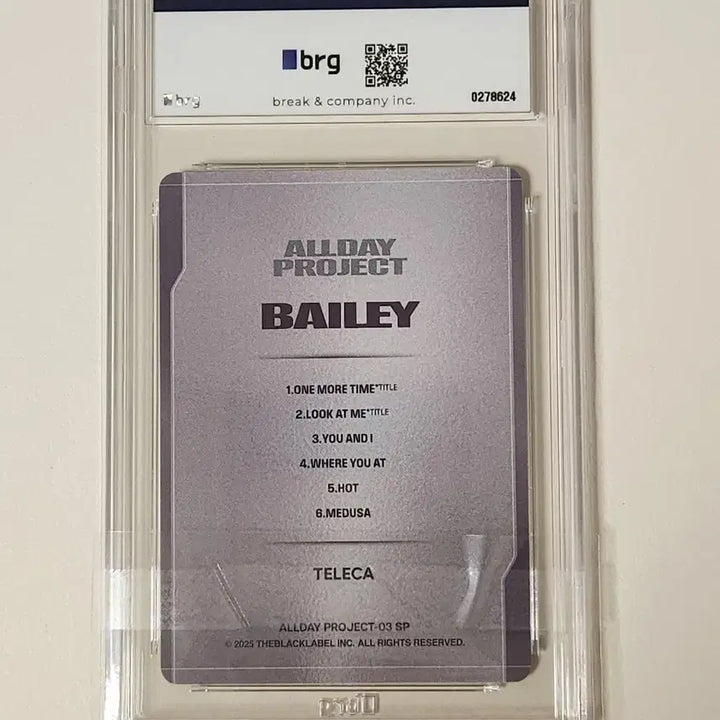 brg
brg
break & company inc.
0278624
ALLDAY
PROJECT
BAILEY
1.ONE MORE TIME*TITLE
2.LOOK AT ME*TITLE
3.YOU AND I
4.WHERE YOU AT
5.HOT
6.MEDUSA
TELECA
ALLDAY PROJECT-03 SP
© 2025 THEBLACKLABEL INC. ALL RIGHTS RESERVED.